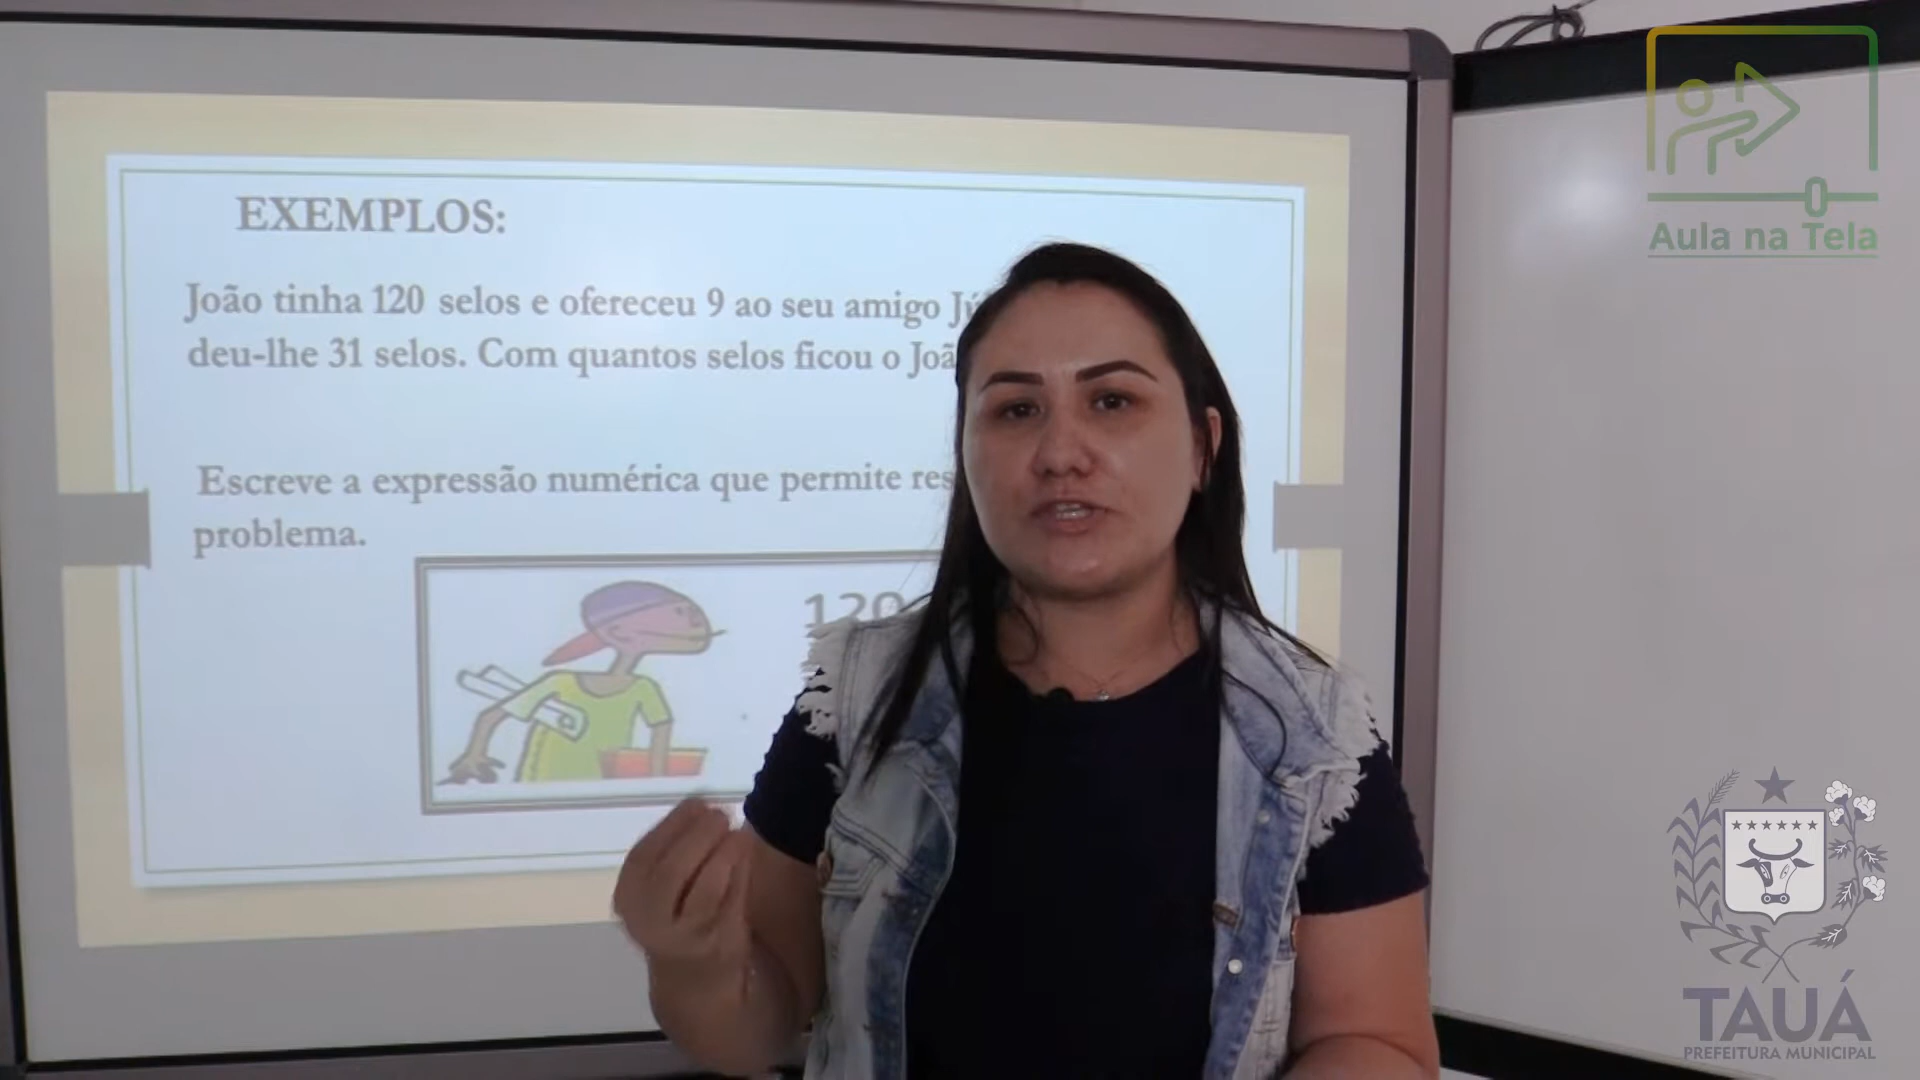 Aula na Tela
EXEMPLOS:
João tinha 120 selos e ofereceu 9 ao seu amigo
deu-lhe 31 selos. Com quantos selos ficou o
Escreve a expressão numérica que permite
problema.
120
TAUÁ
PREFEITURA MUNICIPAL